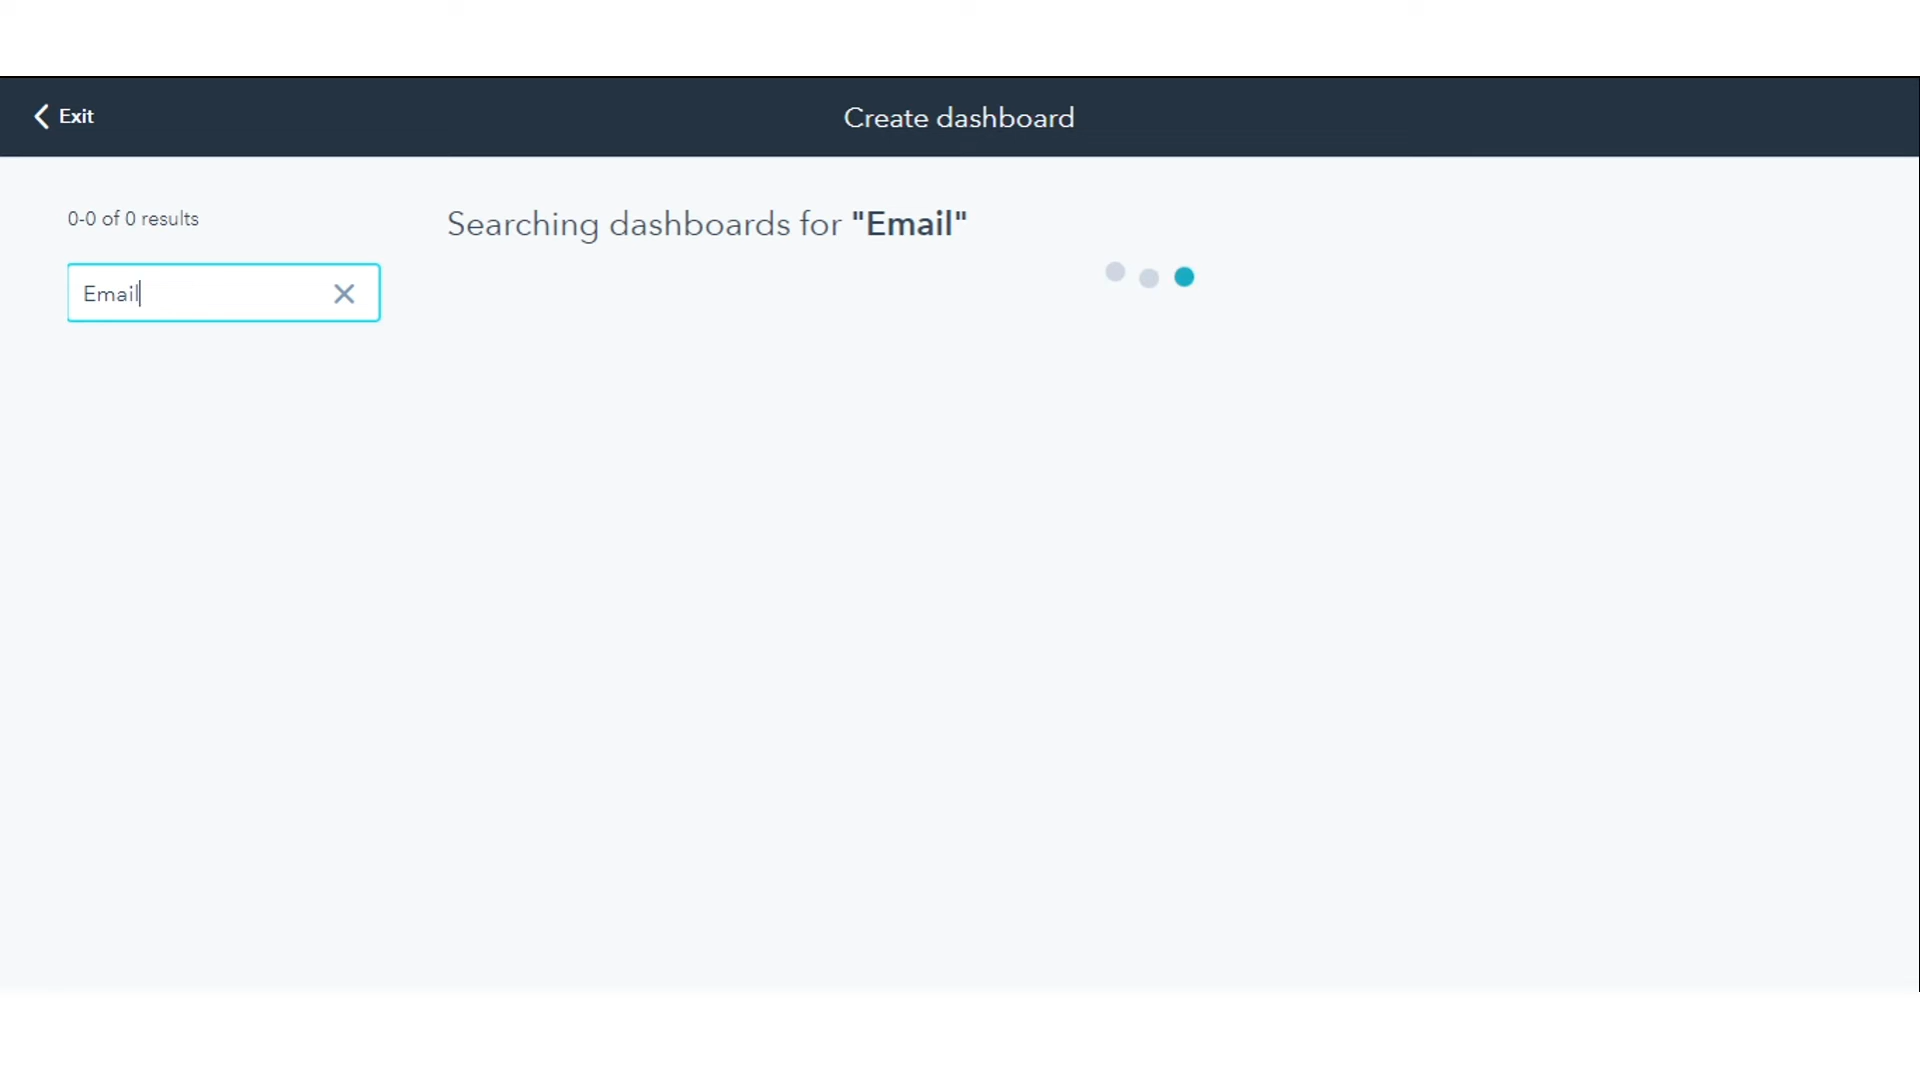 Exit
Create dashboard
0-0 of 0 results
Searching dashboards for "Email"
Email